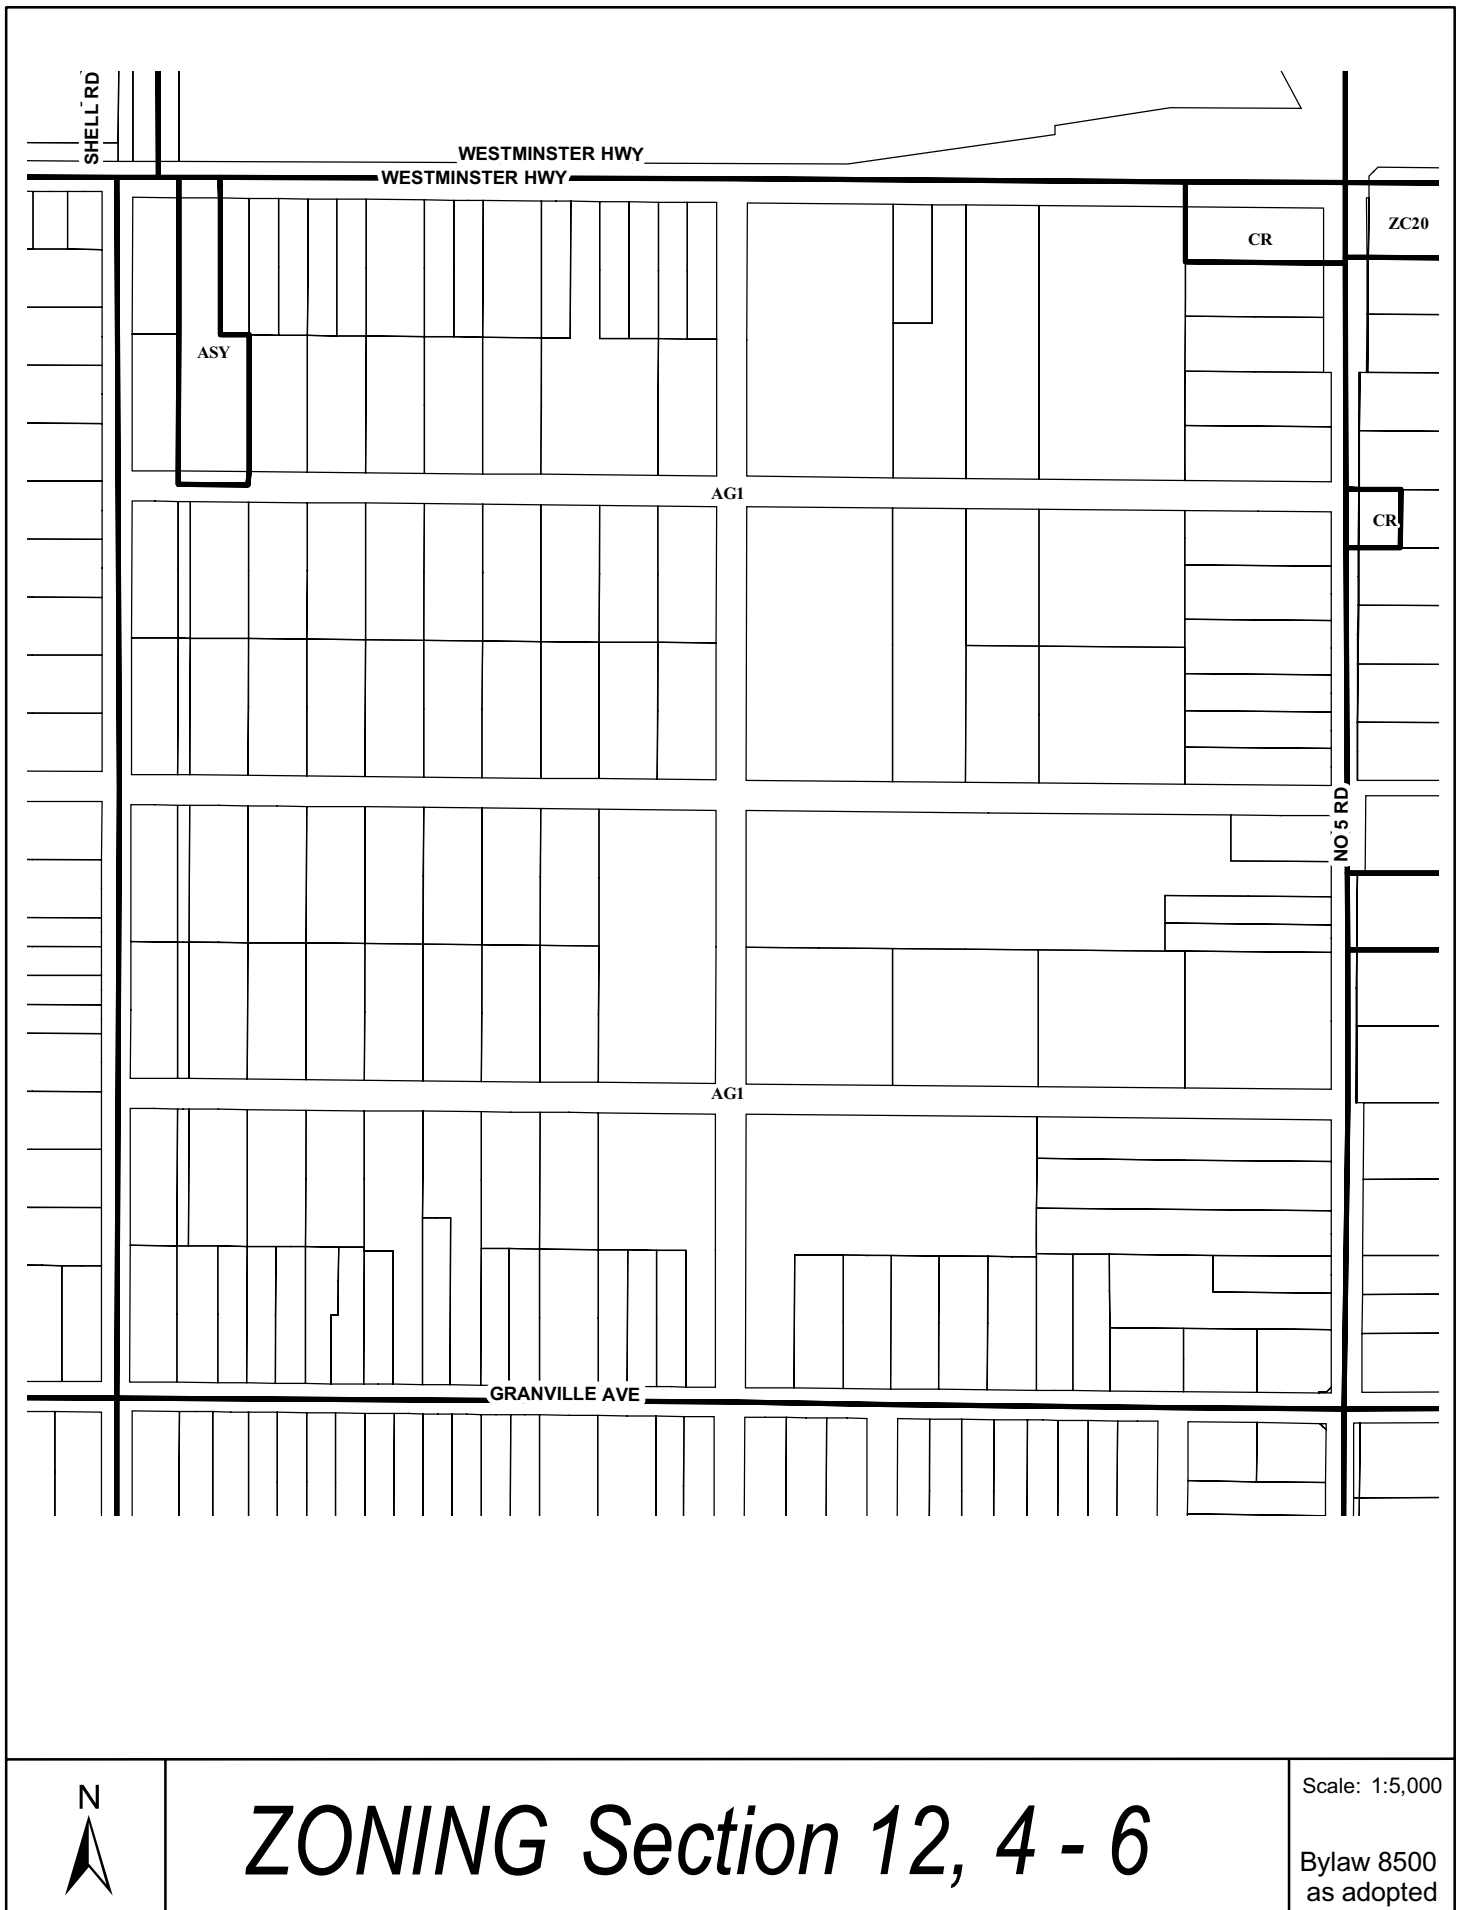 SHELL RD
WESTMINSTER HWY
WESTMINSTER HWY
ZC20
CR
ASY
AG1
CR
NO 5 RD
AG1
GRANVILLE AVE
N
ZONING Section 12, 4 - 6
Scale: 1:5,000
Bylaw 8500
as adopted